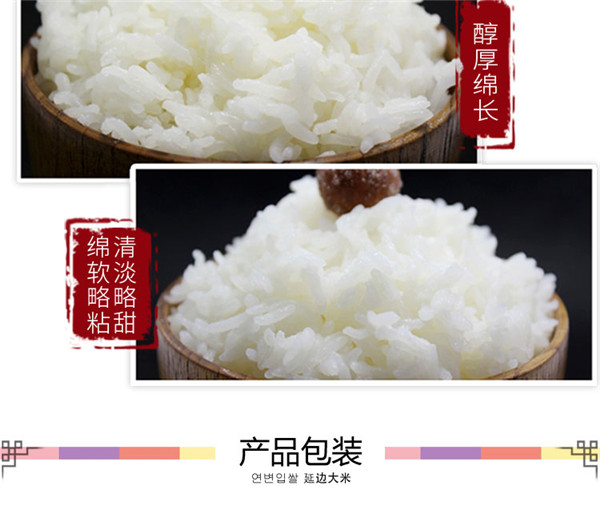 醇厚绵长
清淡略甜
绵软略粘
产品包装
연변입쌀 延边大米